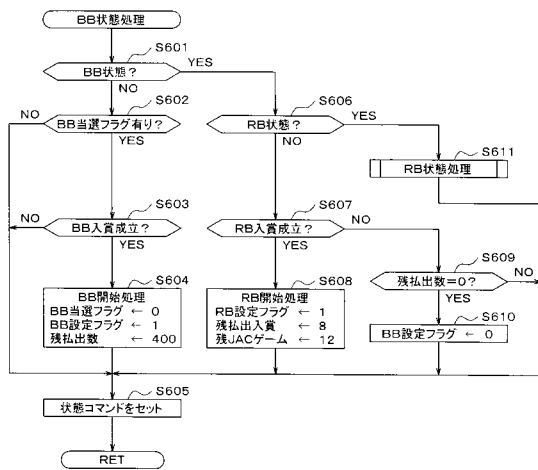 BB状態処理
S601
BB状態？
YES
NO
S602
NO
BB当選フラグ有り？
YES
S606
RB状態？
YES
NO
S611
RB状態処理
S603
NO
BB入賞成立？
YES
S607
RB入賞成立？
NO
YES
S609
残払出数=0？
NO
YES
S604
BB開始処理
BB当選フラグ ← 0
BB設定フラグ ← 1
残払出数 ← 400
S608
RB開始処理
RB設定フラグ ← 1
残払出入賞 ← 8
残JACゲーム ← 12
S610
BB設定フラグ ← 0
S605
状態コマンドをセット
RET